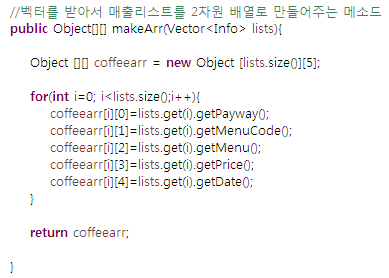 //벡터를 받아서 매출리스트를 2차원 배열로 만들어주는 메소드
public Object[][] makeArr(Vector<Info> lists){
Object [][] coffeearr = new Object [lists.size()][5];
for(int i=0; i<lists.size();i++){
coffeearr[i][0]=lists.get(i).getPayway();
coffeearr[i][1]=lists.get(i).getMenuCode();
coffeearr[i][2]=lists.get(i).getMenu();
coffeearr[i][3]=lists.get(i).getPrice();
coffeearr[i][4]=lists.get(i).getDate();
}
return coffeearr;
}